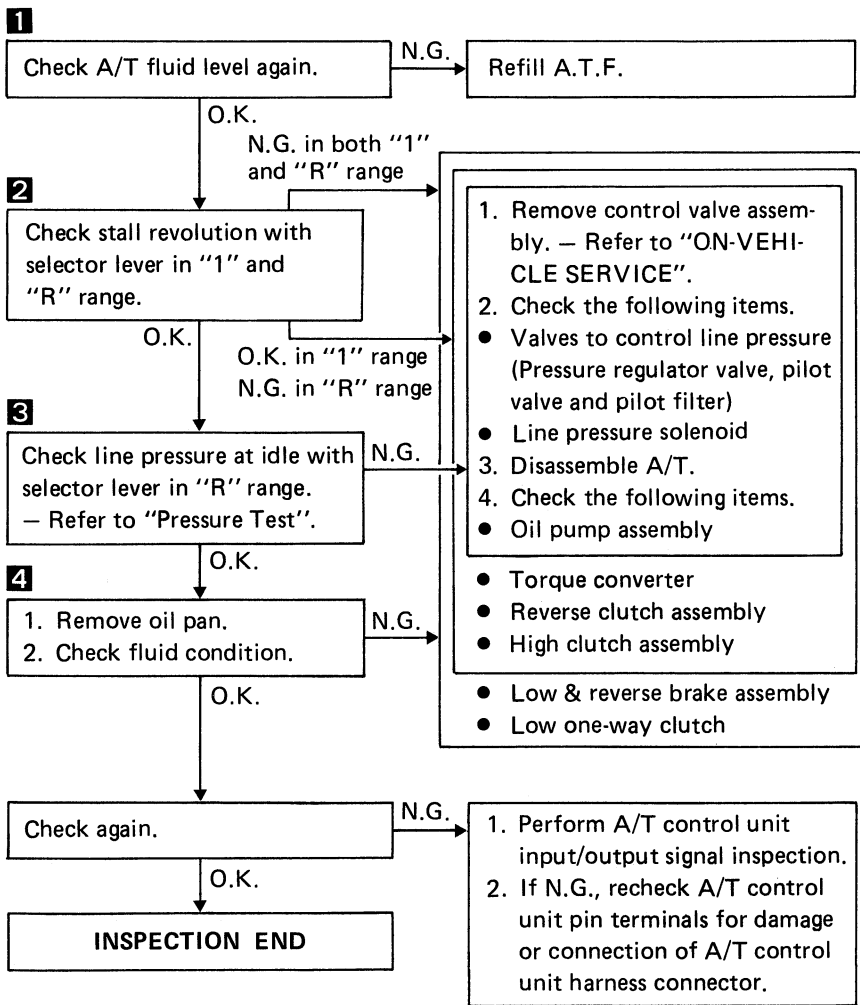 1
Check A/T fluid level again.
N.G.
Refill A.T.F.
O.K.
N.G. in both “1”
and “R” range
2
Check stall revolution with
selector lever in “1” and
“R” range.
O.K.
O.K. in “1” range
N.G. in “R” range
3
Check line pressure at idle with
selector lever in “R” range.
— Refer to “Pressure Test”.
N.G.
O.K.
4
1. Remove oil pan.
2. Check fluid condition.
N.G.
O.K.
1. Remove control valve assem-
bly. — Refer to “ON-VEHI-
CLE SERVICE”.
2. Check the following items.
● Valves to control line pressure
(Pressure regulator valve, pilot
valve and pilot filter)
● Line pressure solenoid
3. Disassemble A/T.
4. Check the following items.
● Oil pump assembly
● Torque converter
● Reverse clutch assembly
● High clutch assembly
● Low & reverse brake assembly
● Low one-way clutch
Check again.
N.G.
O.K.
1. Perform A/T control unit
input/output signal inspection.
2. If N.G., recheck A/T control
unit pin terminals for damage
or connection of A/T control
unit harness connector.
INSPECTION END